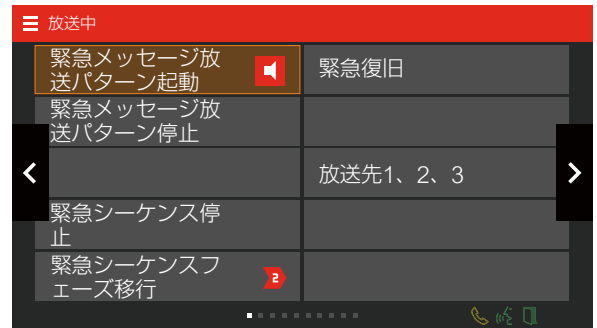 放送中
緊急メッセージ放
送パターン起動
緊急復旧
緊急メッセージ放
送パターン停止
放送先1、2、3
緊急シーケンス停
止
緊急シーケンスフ
ェーズ移行
2